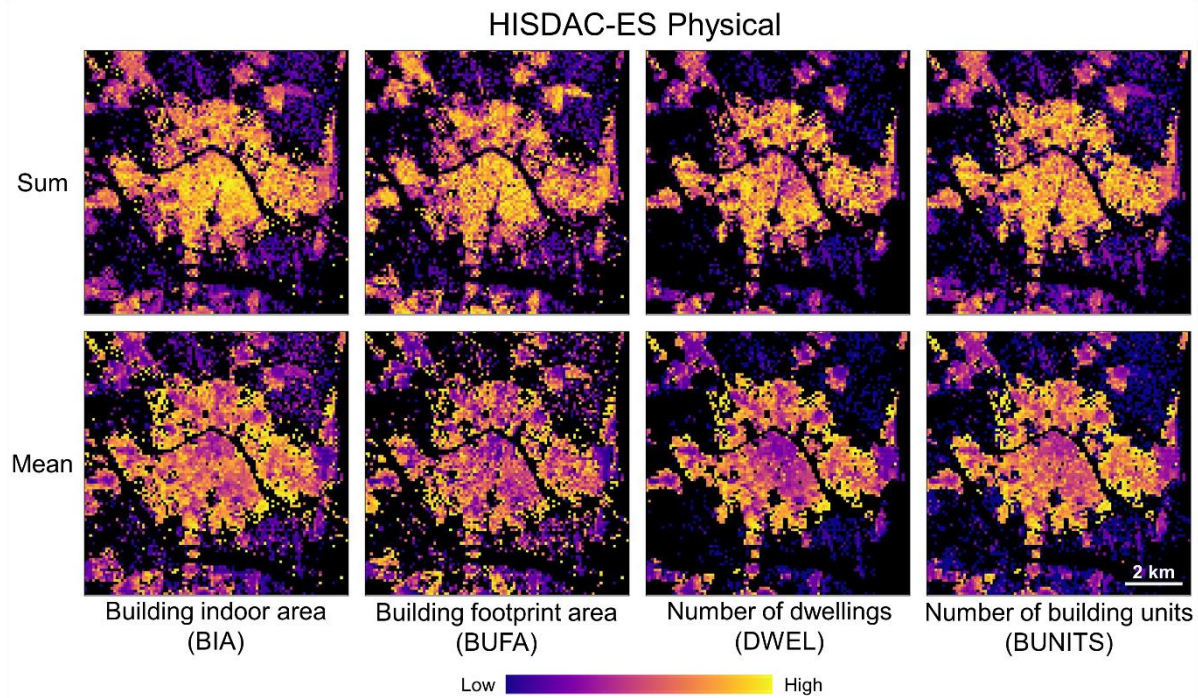 HISDAC-ES Physical
Sum
Mean
2 km
Building indoor area
(BIA)
Building footprint area
(BUFA)
Number of dwellings
(DWEL)
Number of building units
(BUNITS)
Low
High